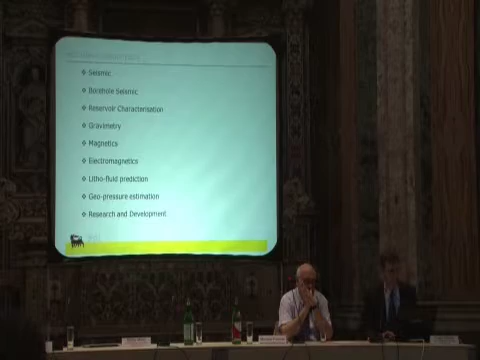 ❖ Seismic
❖ Borehole Seismic
❖ Reservoir Characterisation
❖ Gravimetry
❖ Magnetics
❖ Electromagnetics
❖ Litho-fluid prediction
❖ Geo-pressure estimation
❖ Research and Development